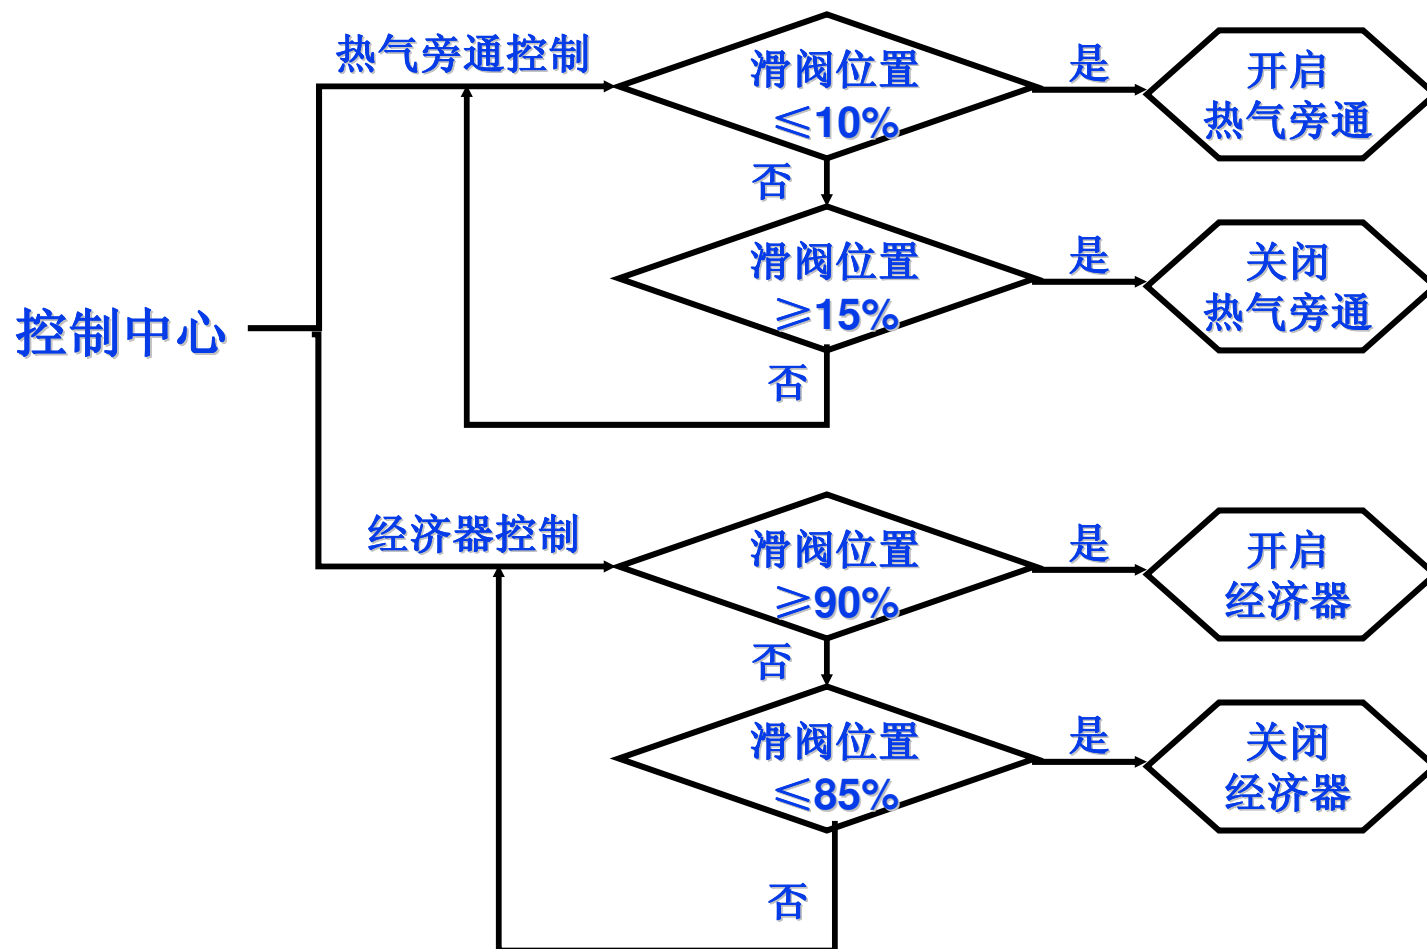 热气旁通控制
滑阀位置
≤10%
是
开启
热气旁通
否
滑阀位置
≥15%
是
关闭
热气旁通
否
控制中心
经济器控制
滑阀位置
≥90%
是
开启
经济器
否
滑阀位置
≤85%
是
关闭
经济器
否